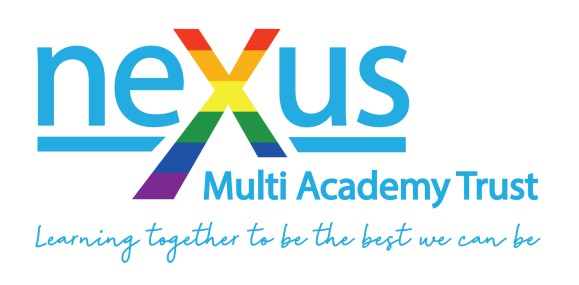 neXus
Multi Academy Trust
Learning together to be the best we can be